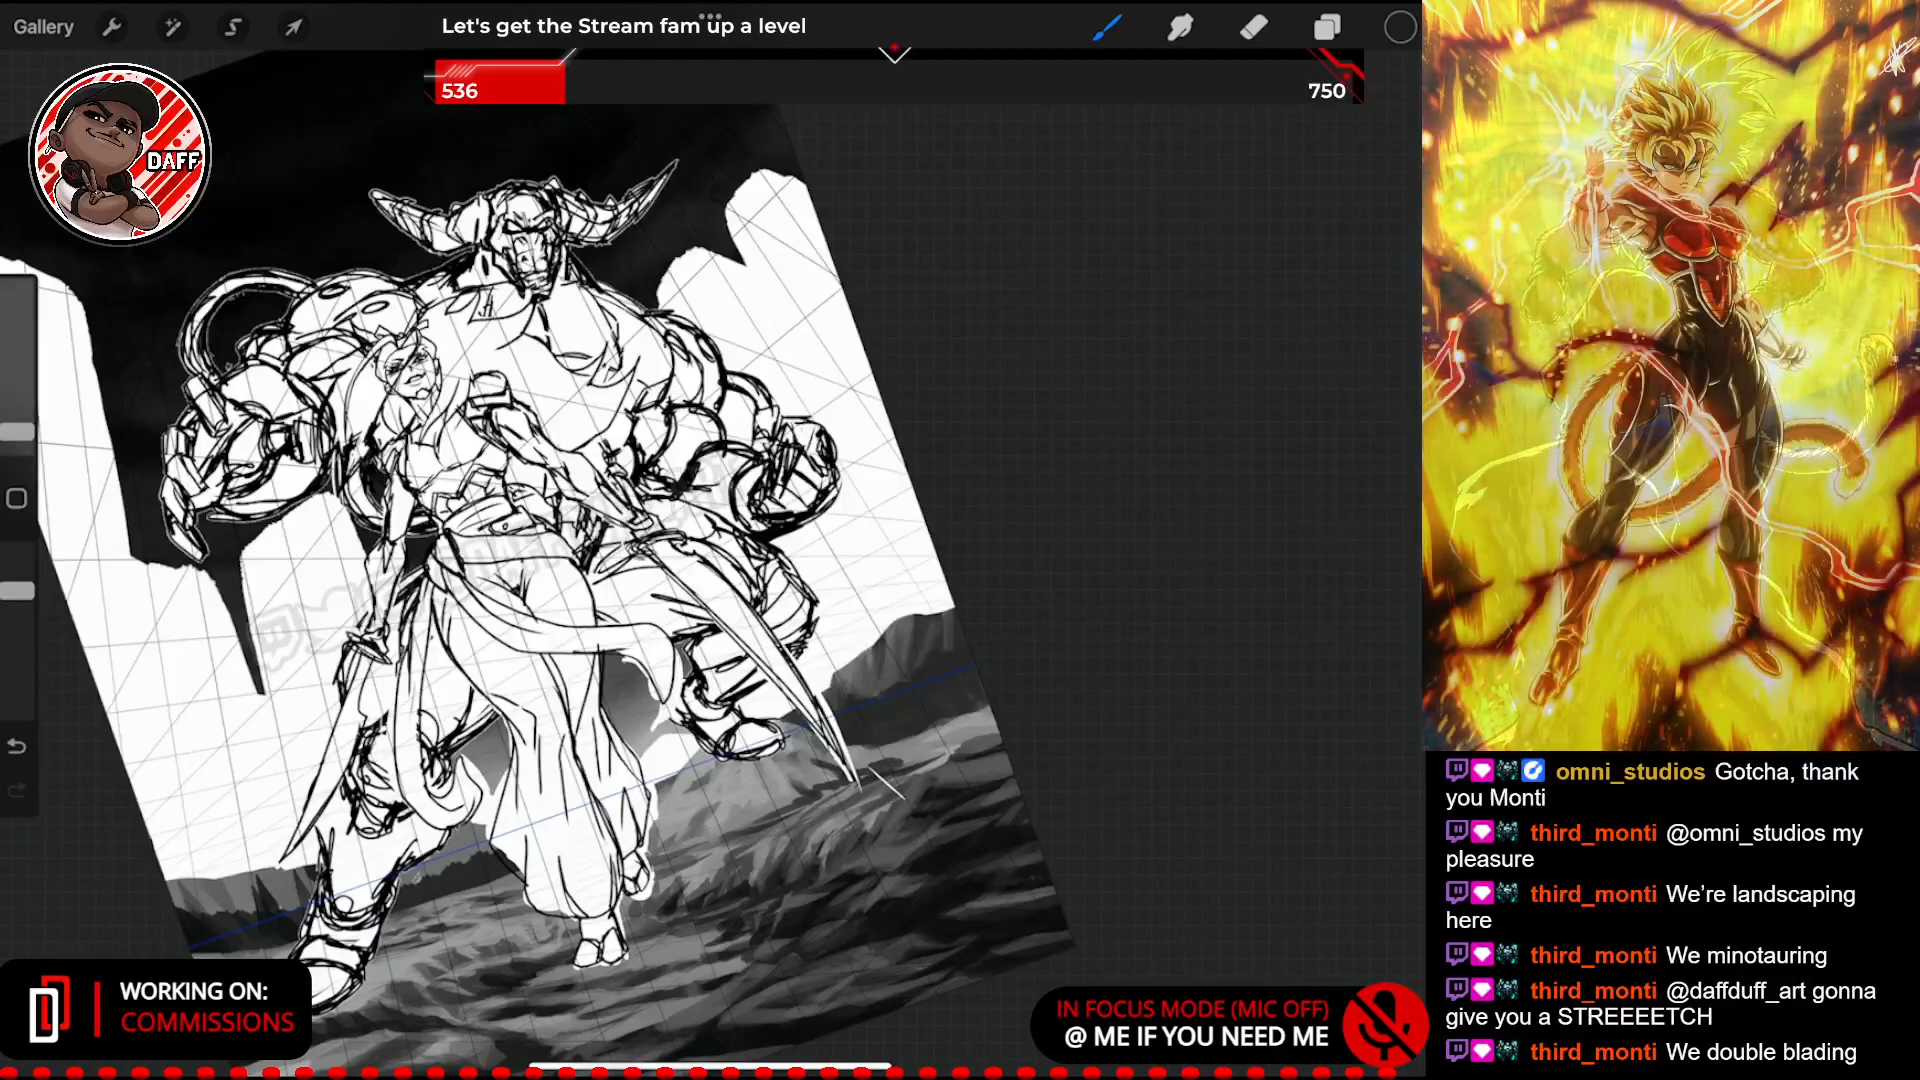 Gallery
Let's get the Stream fam up a level
536
750
DAFF
WORKING ON:
COMMISSIONS
IN FOCUS MODE (MIC OFF)
@ ME IF YOU NEED ME
omni_studios Gotcha, thank
you Monti
third_monti @omni_studios my
pleasure
third_monti We’re landscaping
here
third_monti We minotauring
third_monti @daffduff_art gonna
give you a STREEEETCH
third_monti We double blading